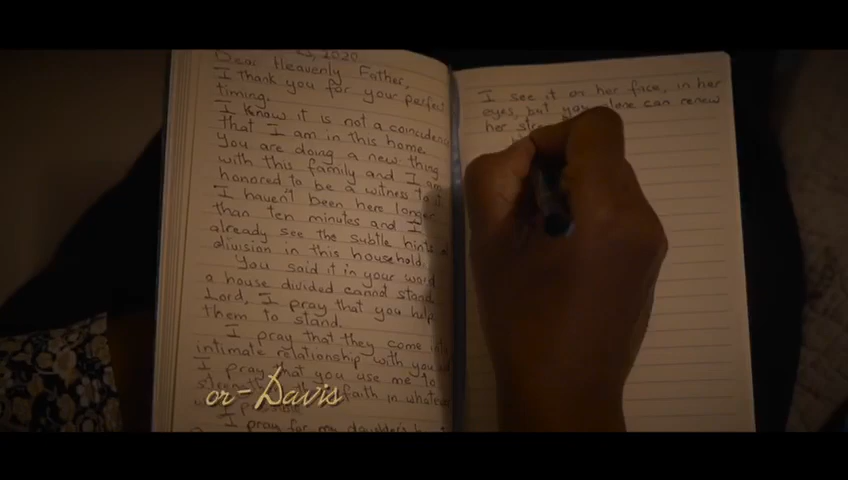 , 2020
Dear Heavenly Father,
I thank you for your perfect
timing.
I know it is not a coincidence
that I am in this home.
You are doing a new thing
with this family and I am
honored to be a witness to it
I haven't been here longer
than ten minutes and I
already see the subtle hints
division in this household.
You said it in your word
a house divided cannot stand
Lord, I pray that you help
them to stand.
I pray that they come into
intimate relationship with you
I pray that you use me to
faith in whatever
I pray for my daughter's
I see it on her face, in her
eyes, but you alone can renew
her
or-Davis